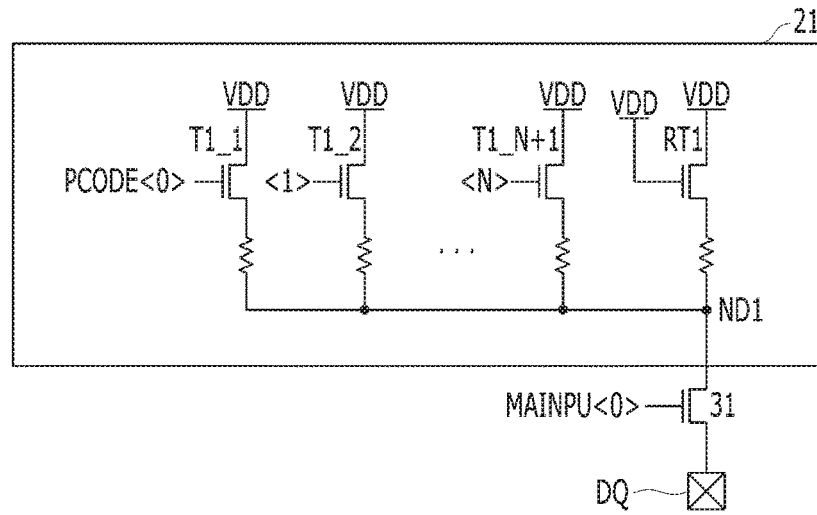 21
VDD VDD VDD VDD VDD
T1_1 T1_2 T1_N+1 RT1
PCODE<0> <1> <N>
. . .
ND1
MAINPU<0> 31
DQ